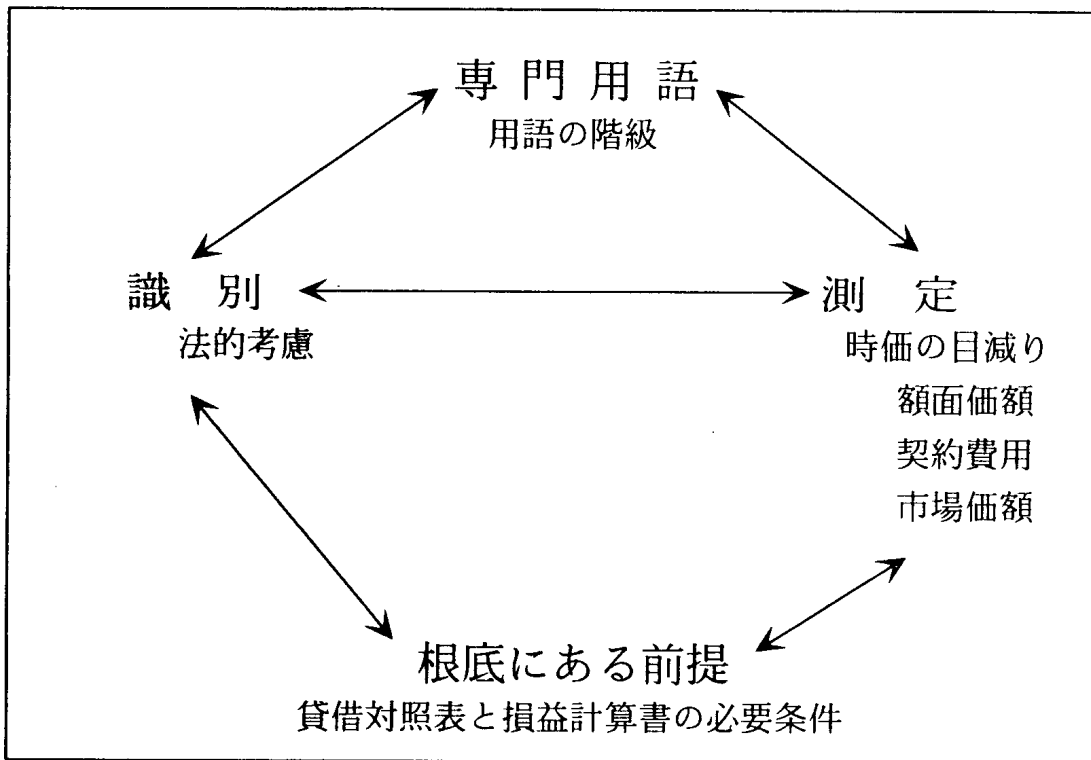 専門用語
用語の階級
識 別
測 定
法的考慮
時価の目減り
額面価額
契約費用
市場価額
根底にある前提
貸借対照表と損益計算書の必要条件